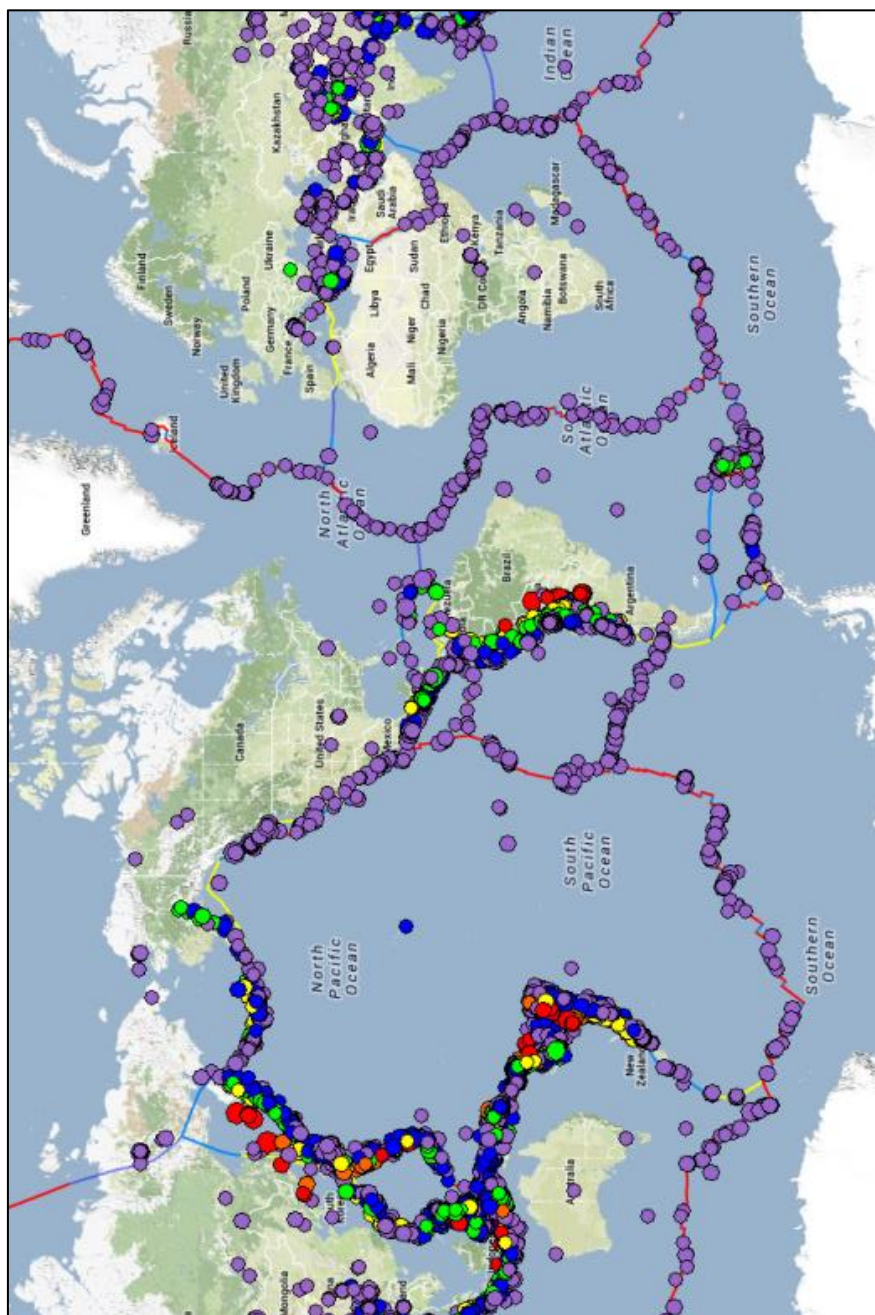 Greenland
Russia
Finland
Sweden
Norway
Canada
United
Kingdom
Poland
Ukraine
Germany
Kazakhstan
Mongolia
France
Spain
United States
North
Pacific
Ocean
North
Atlantic
Mexico
Algeria
Libya
Egypt
Saudi
Arabia
Mali
Niger
Chad
Sudan
Nigeria
Ethiopia
DR Congo
Kenya
Tanzania
Brazil
Angola
Namibia
Botswana
Madagascar
Indian
Ocean
South
Africa
Australia
South
Pacific
Ocean
South
Atlantic
Ocean
Argentina
New
Zealand
Southern
Ocean
Southern
Ocean